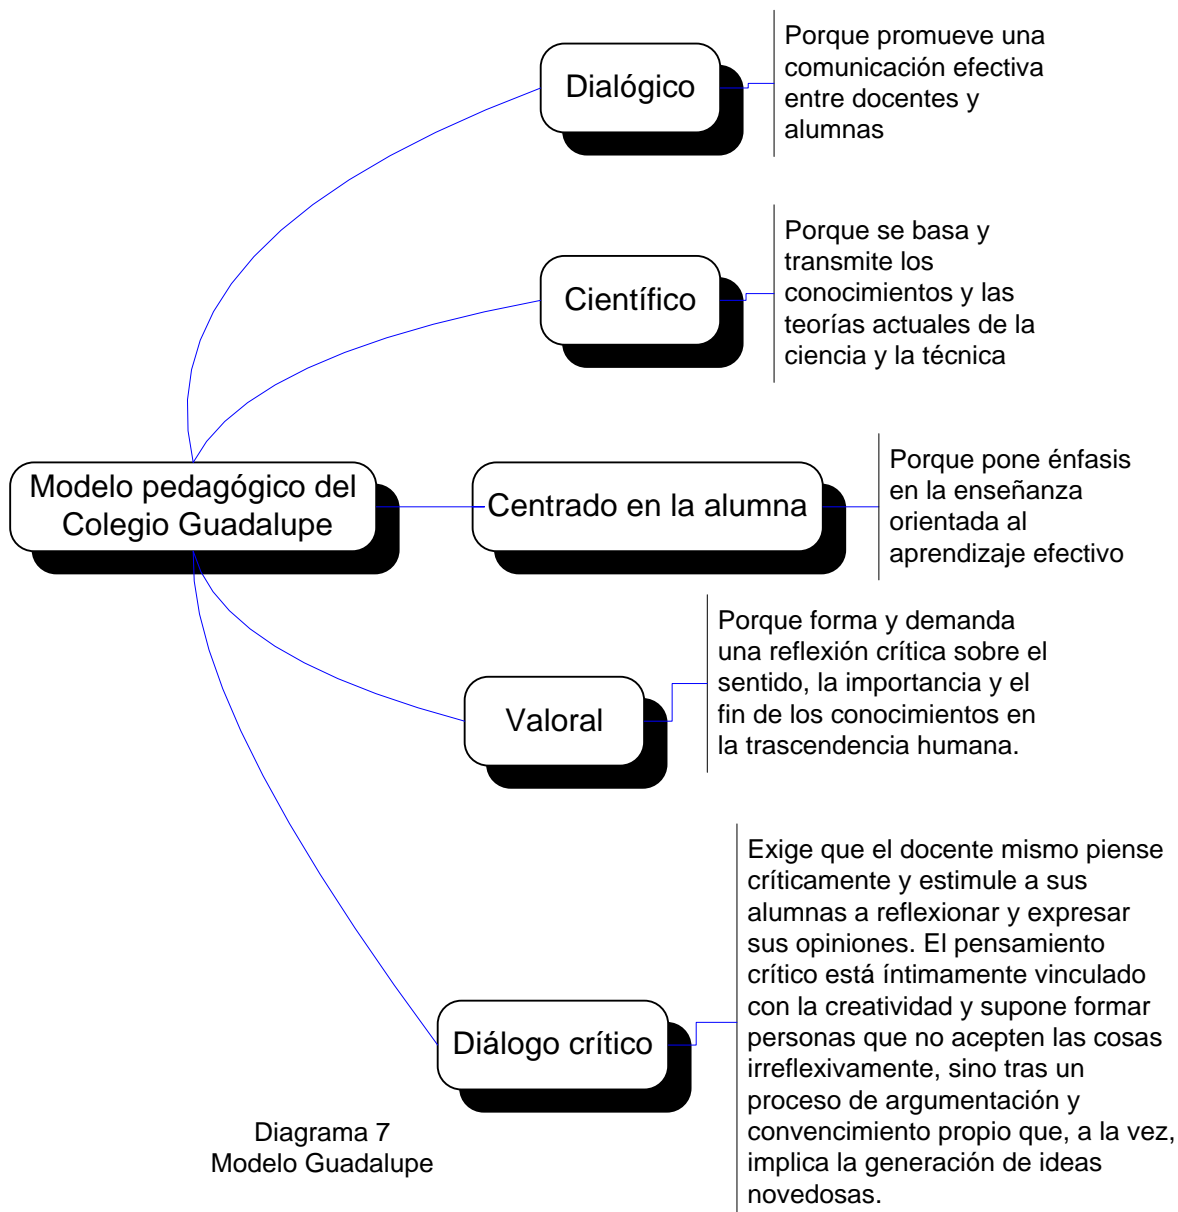 Dialógico
Porque promueve una
comunicación efectiva
entre docentes y
alumnas
Científico
Porque se basa y
transmite los
conocimientos y las
teorías actuales de la
ciencia y la técnica
Modelo pedagógico del
Colegio Guadalupe
Centrado en la alumna
Porque pone énfasis
en la enseñanza
orientada al
aprendizaje efectivo
Valoral
Porque forma y demanda
una reflexión crítica sobre el
sentido, la importancia y el
fin de los conocimientos en
la trascendencia humana.
Diálogo crítico
Exige que el docente mismo piense
críticamente y estimule a sus
alumnas a reflexionar y expresar
sus opiniones. El pensamiento
crítico está íntimamente vinculado
con la creatividad y supone formar
personas que no acepten las cosas
irreflexivamente, sino tras un
proceso de argumentación y
convencimiento propio que, a la vez,
implica la generación de ideas
novedosas.
Diagrama 7
Modelo Guadalupe